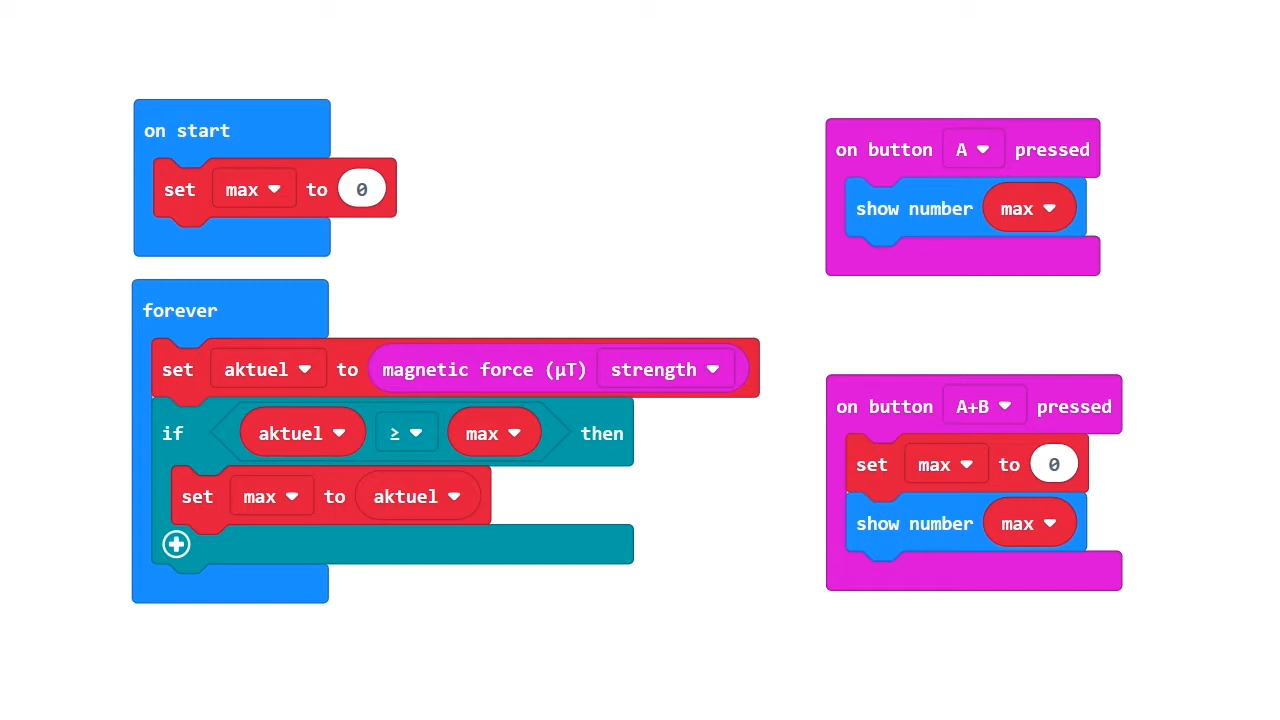 on start
set max to 0
forever
set aktuel to magnetic force (µT) strength
if aktuel ≥ max then
set max to aktuel
on button A pressed
show number max
on button A+B pressed
set max to 0
show number max